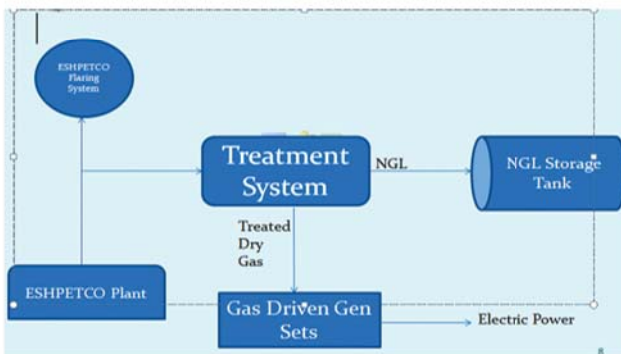 ESHPETCO
Flaring
System
Treatment
System
NGL
NGL Storage
Tank
Treated
Dry
Gas
ESHPETCO Plant
Gas Driven Gen
Sets
Electric Power
8